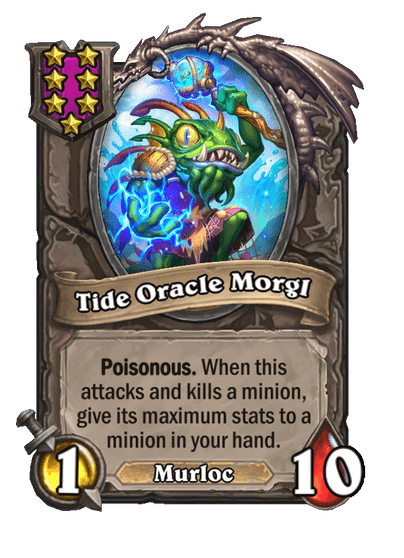 Tide Oracle Morgl
Poisonous. When this
attacks and kills a minion,
give its maximum stats to a
minion in your hand.
Murloc
1
10